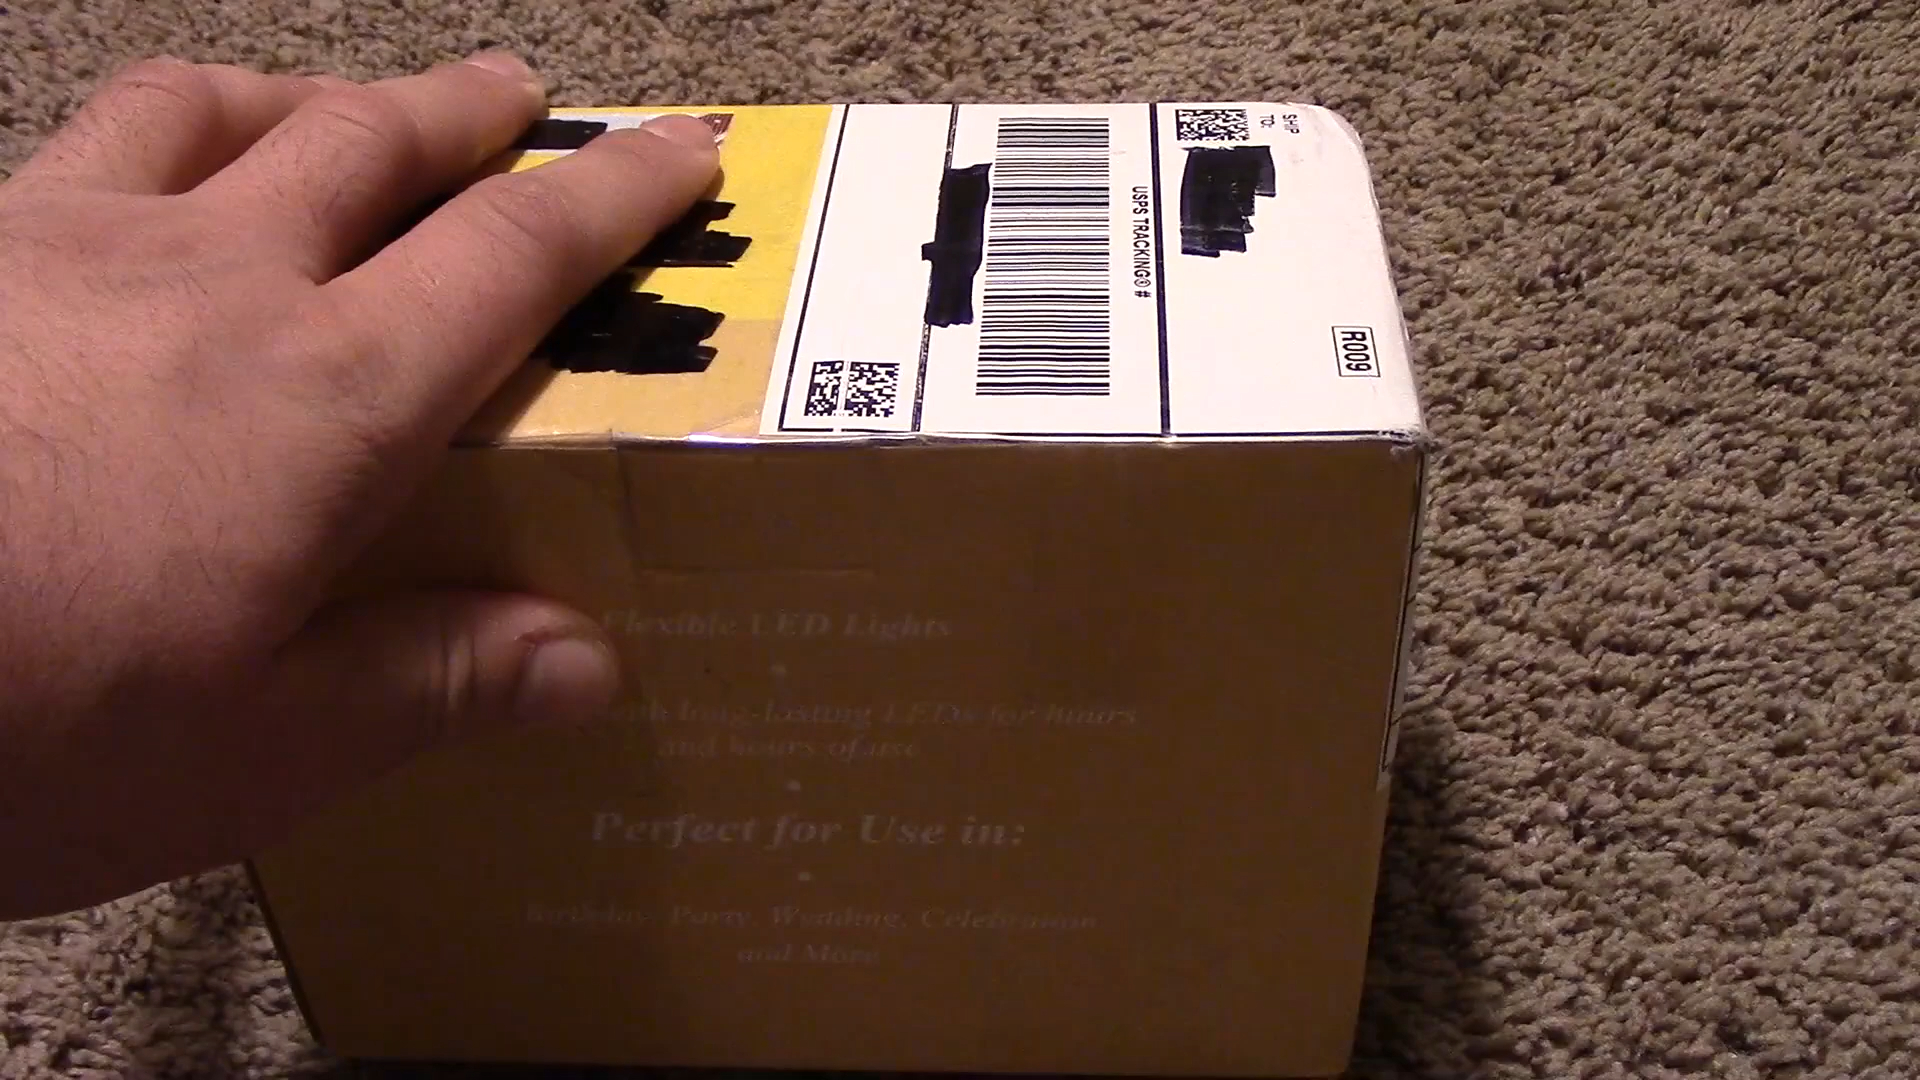 SHIP
TO:
USPS TRACKING® #
R009
Flexible LED Lights
long-lasting LEDs for hours
and hours of use
Perfect for Use in:
Birthday, Party, Wedding, Celebration
and More